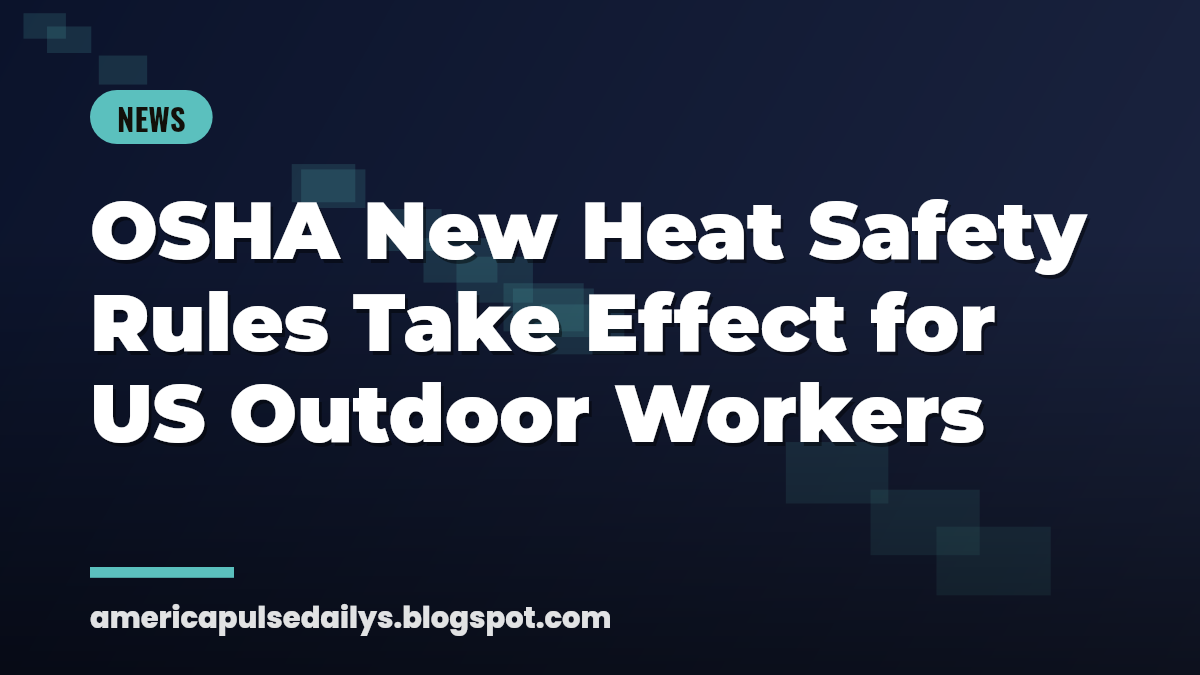 NEWS
OSHA New Heat Safety
Rules Take Effect for
US Outdoor Workers
americapulsedailys.blogspot.com